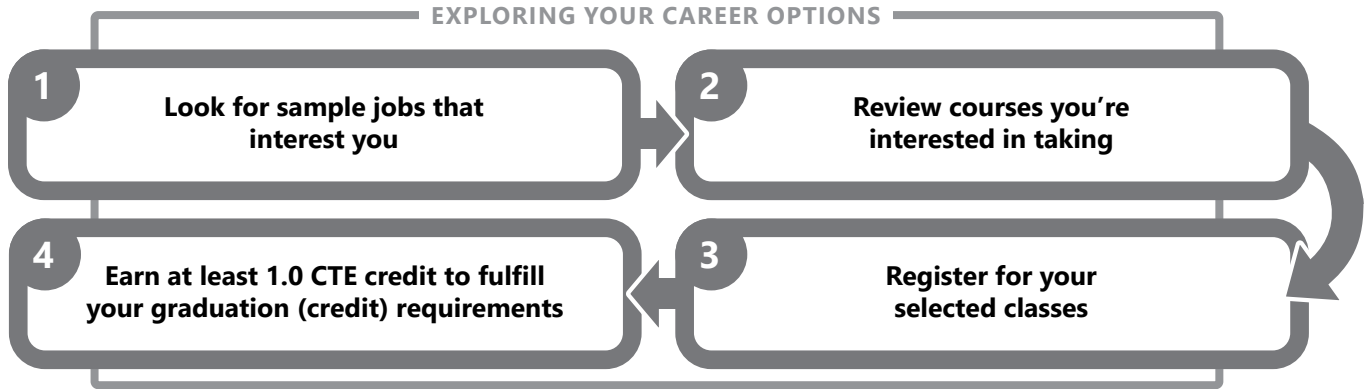 EXPLORING YOUR CAREER OPTIONS
1
Look for sample jobs that
interest you
2
Review courses you’re
interested in taking
3
Register for your
selected classes
4
Earn at least 1.0 CTE credit to fulfill
your graduation (credit) requirements